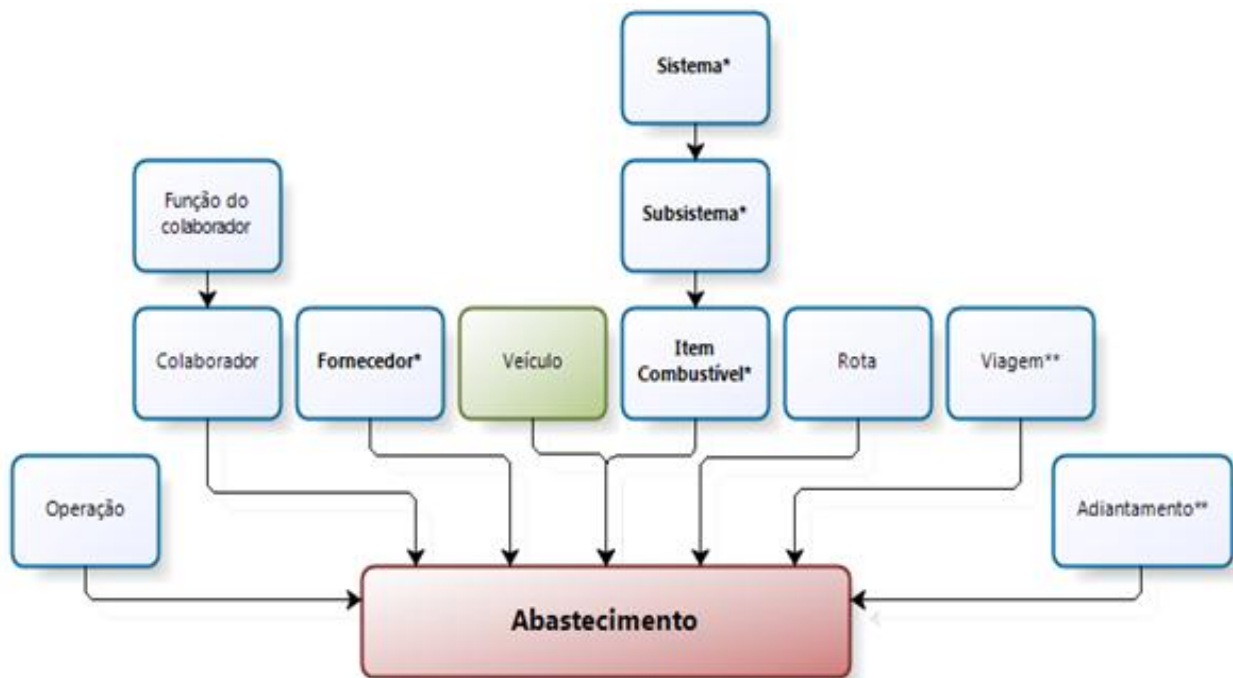 Sistema*
Função do
colaborador
Subsistema*
Colaborador
Fornecedor*
Veículo
Item
Combustível*
Rota
Viagem**
Operação
Adiantamento**
Abastecimento